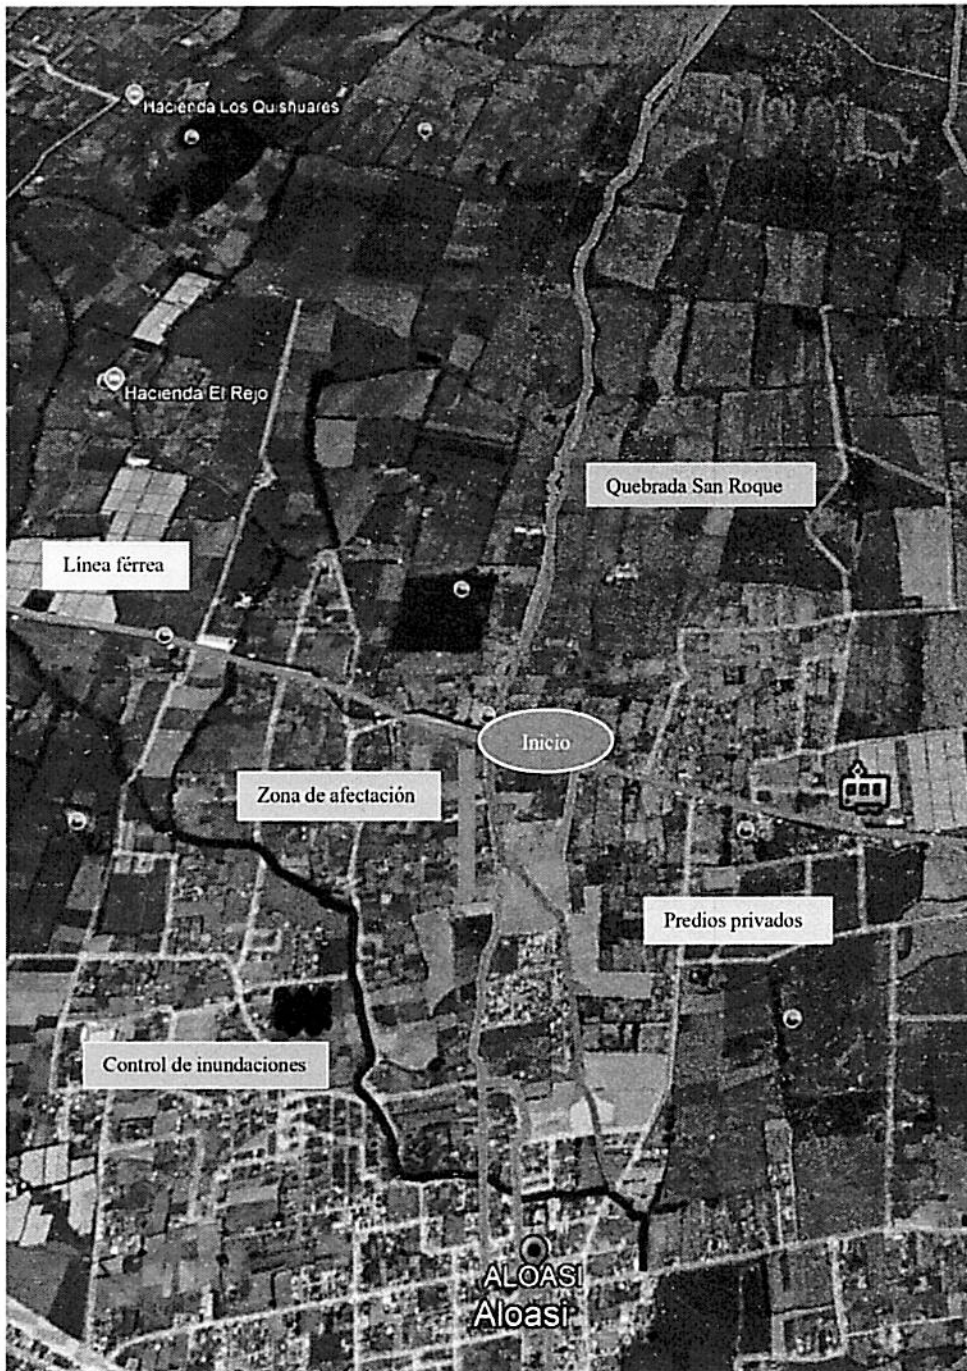 Hacienda Los Quishuares
Hacienda El Rejo
Quebrada San Roque
Línea férrea
Inicio
Zona de afectación
Predios privados
Control de inundaciones
ALOASI
Aloasi